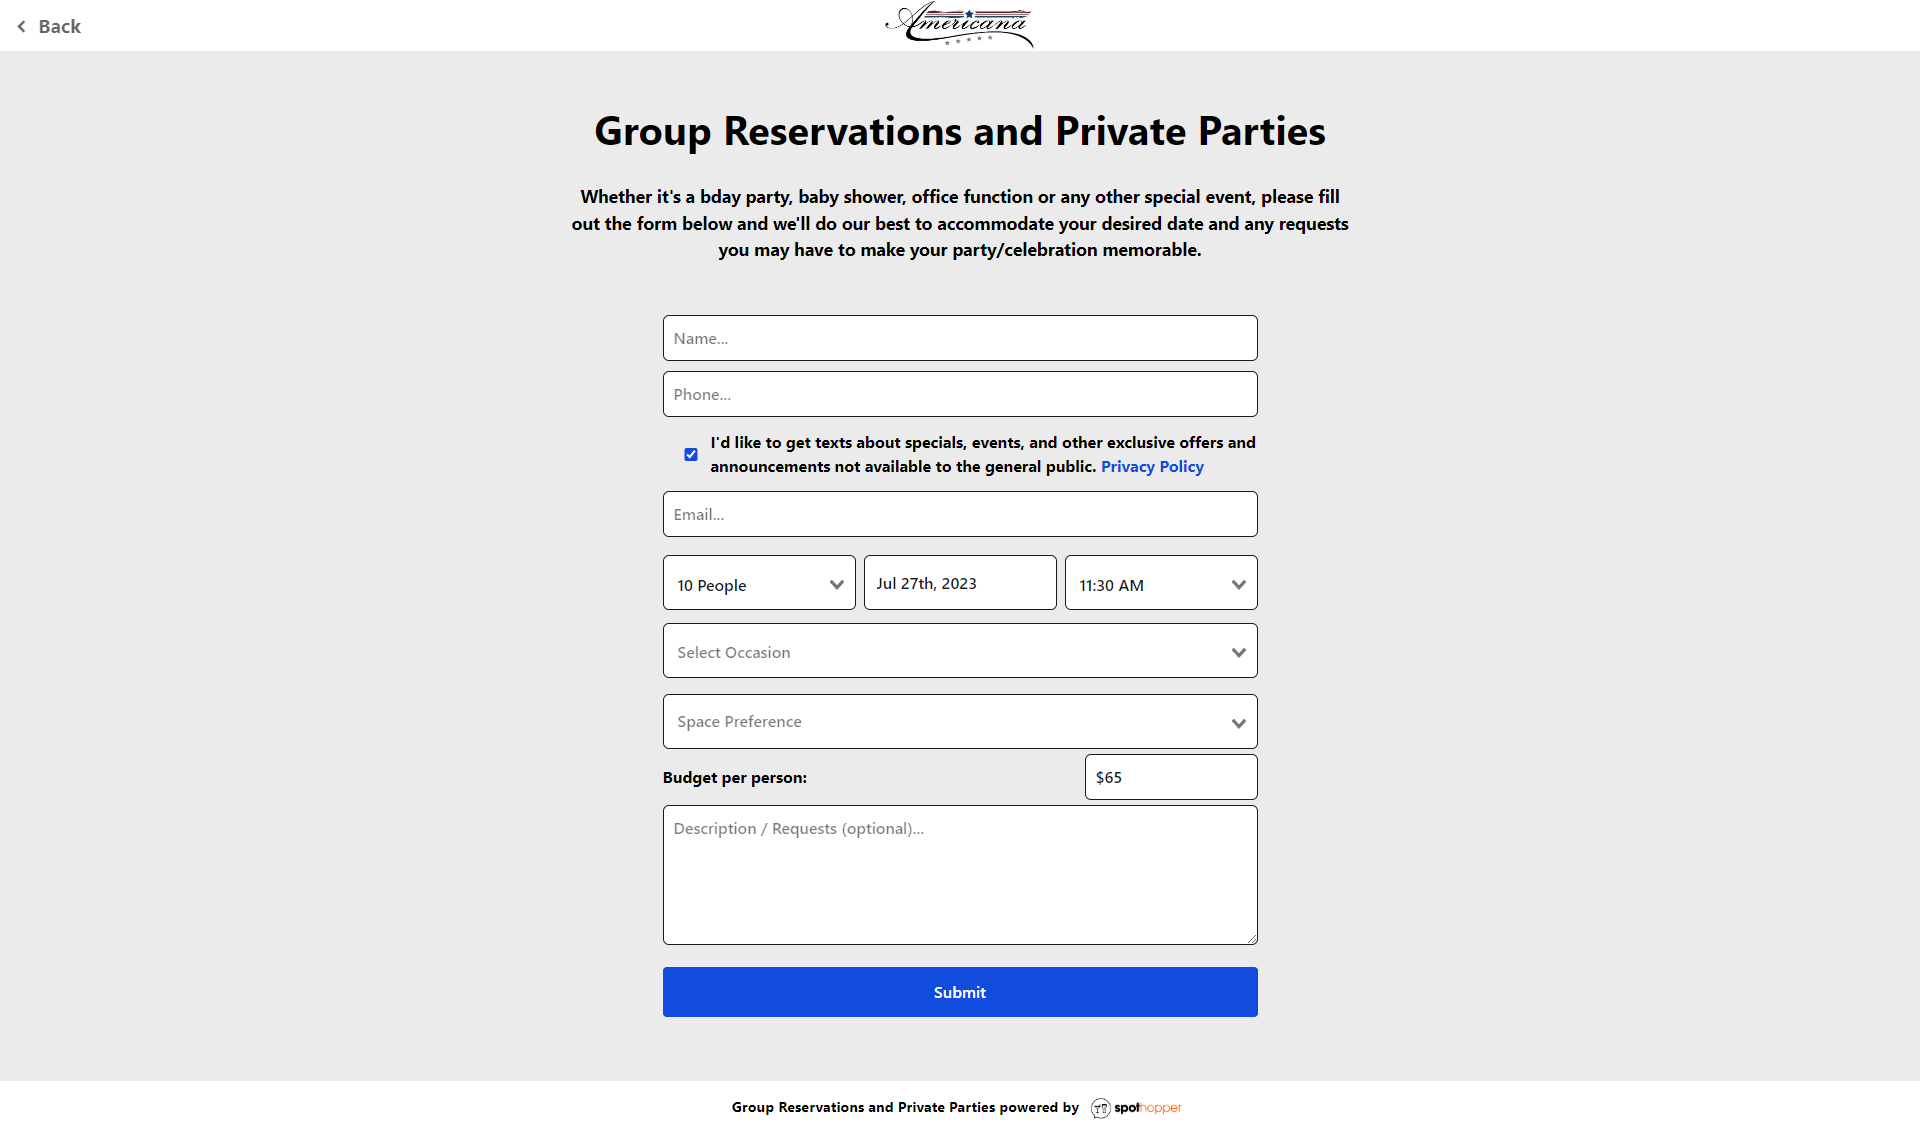 Back
Americana
Group Reservations and Private Parties
Whether it's a bday party, baby shower, office function or any other special event, please fill
out the form below and we'll do our best to accommodate your desired date and any requests
you may have to make your party/celebration memorable.
Name...
Phone...
I'd like to get texts about specials, events, and other exclusive offers and
announcements not available to the general public. Privacy Policy
Email...
10 People
Jul 27th, 2023
11:30 AM
Select Occasion
Space Preference
Budget per person:
$65
Description / Requests (optional)...
Submit
Group Reservations and Private Parties powered by spothopper